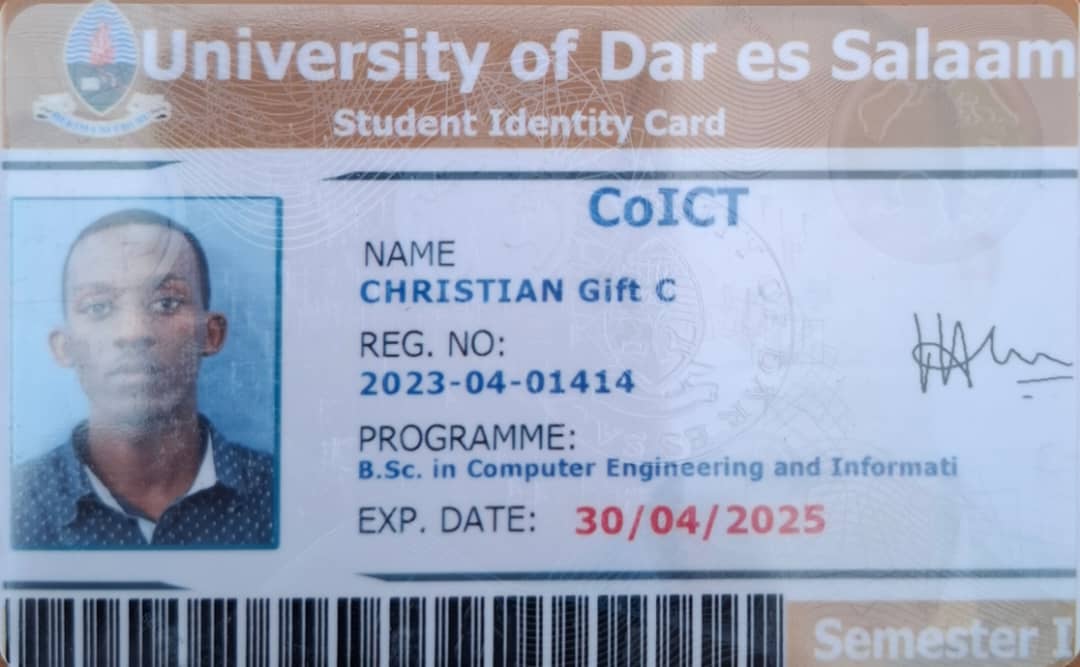 University of Dar es Salaam
Student Identity Card
CoICT
NAME
CHRISTIAN Gift C
REG. NO:
2023-04-01414
PROGRAMME:
B.Sc. in Computer Engineering and Informati
EXP. DATE: 30/04/2025
Semester I